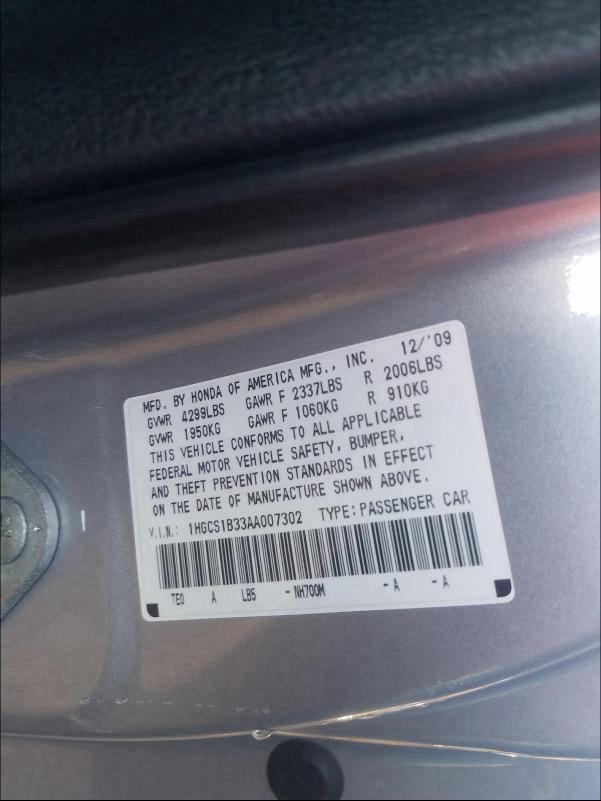 MFD. BY HONDA OF AMERICA MFG., INC. 12/'09
GVWR 4299LBS GAWR F 2337LBS R 2006LBS
GVWR 1950KG GAWR F 1060KG R 910KG
THIS VEHICLE CONFORMS TO ALL APPLICABLE
FEDERAL MOTOR VEHICLE SAFETY, BUMPER,
AND THEFT PREVENTION STANDARDS IN EFFECT
ON THE DATE OF MANUFACTURE SHOWN ABOVE.
V.I.N.: 1HGCS1B33AA007302 TYPE: PASSENGER CAR
TE0 A LB5 - NH700M - A - A